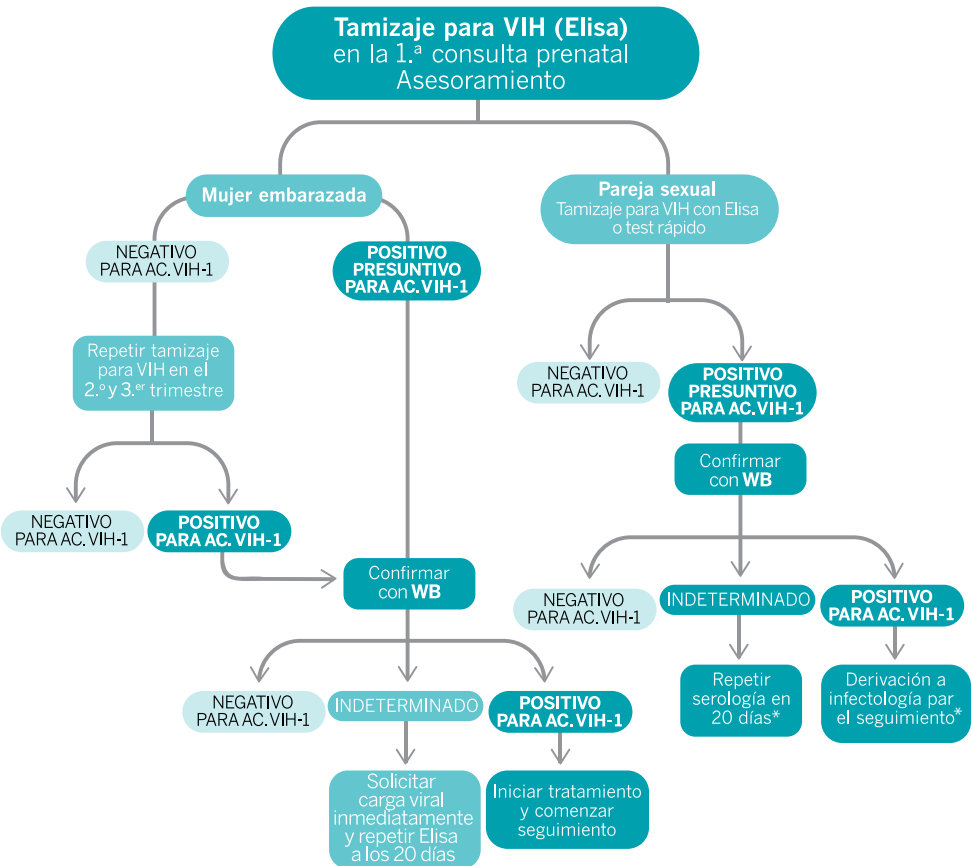 Tamizaje para VIH (Elisa)
en la 1.ª consulta prenatal
Asesoramiento
Mujer embarazada
NEGATIVO
PARA AC. VIH-1
POSITIVO
PRESUNTIVO
PARA AC. VIH-1
Repetir tamizaje
para VIH en el
2.º y 3.er trimestre
NEGATIVO
PARA AC. VIH-1
POSITIVO
PARA AC. VIH-1
Confirmar
con WB
NEGATIVO
PARA AC. VIH-1
INDETERMINADO
POSITIVO
PARA AC. VIH-1
Solicitar
carga viral
inmediatamente
y repetir Elisa
a los 20 días
Iniciar tratamiento
y comenzar
seguimiento
Pareja sexual
Tamizaje para VIH con Elisa
o test rápido
NEGATIVO
PARA AC. VIH-1
POSITIVO
PRESUNTIVO
PARA AC. VIH-1
Confirmar
con WB
NEGATIVO
PARA AC. VIH-1
INDETERMINADO
POSITIVO
PARA AC. VIH-1
Repetir
serología en
20 días*
Derivación a
infectología par
el seguimiento*